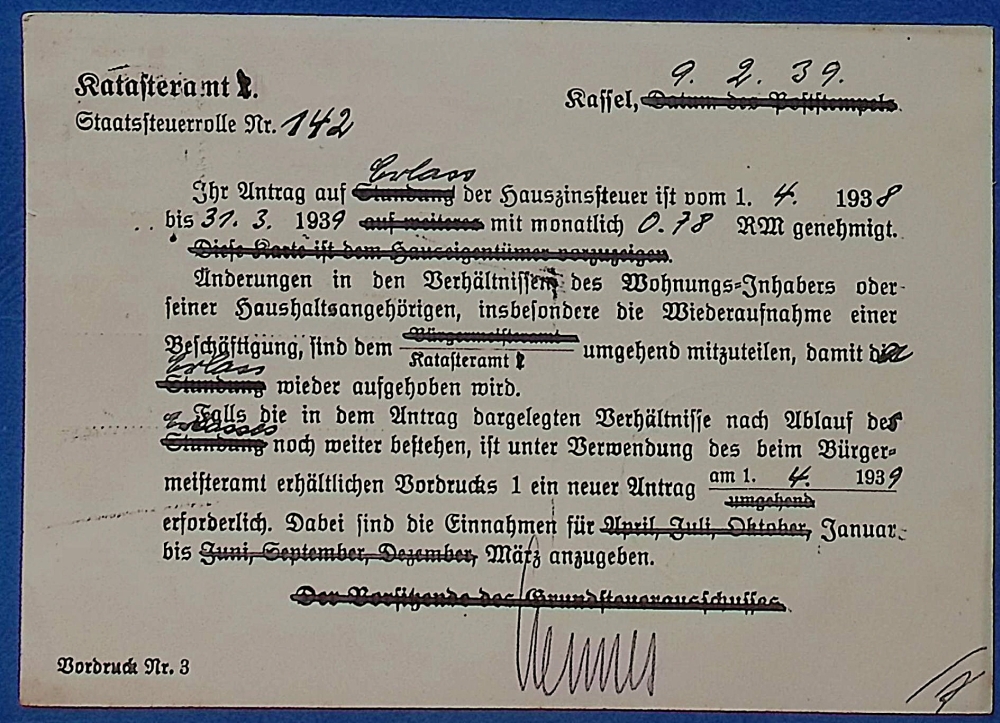 Katasteramt I.
9. 2. 39.
Kassel, Datum des Poststempels.
Staatssteuerrolle Nr. 142
Erlass
Ihr Antrag auf Stundung der Hauszinssteuer ist vom 1. 4. 1938
bis 31. 3. 1939 auf weiteres mit monatlich 0.78 RM genehmigt.
Diese Karte ist dem Hauseigentümer vorzuzeigen.
Änderungen in den Verhältnissen des Wohnungs-Inhabers oder
seiner Haushaltsangehörigen, insbesondere die Wiederaufnahme einer
Beschäftigung, sind dem Bürgermeisteramt umgehend mitzuteilen, damit der
Katasteramt I
Erlass
Stundung wieder aufgehoben wird.
Falls die in dem Antrag dargelegten Verhältnisse nach Ablauf des
Erlasses
Stundung noch weiter bestehen, ist unter Verwendung des beim Bürger-
meisteramt erhältlichen Vordrucks 1 ein neuer Antrag am 1. 4. 1939
umgehend
erforderlich. Dabei sind die Einnahmen für April, Juli, Oktober, Januar
bis Juni, September, Dezember, März anzugeben.
Der Vorsitzende des Grundsteuerausschusses.
Vordruck Nr. 3